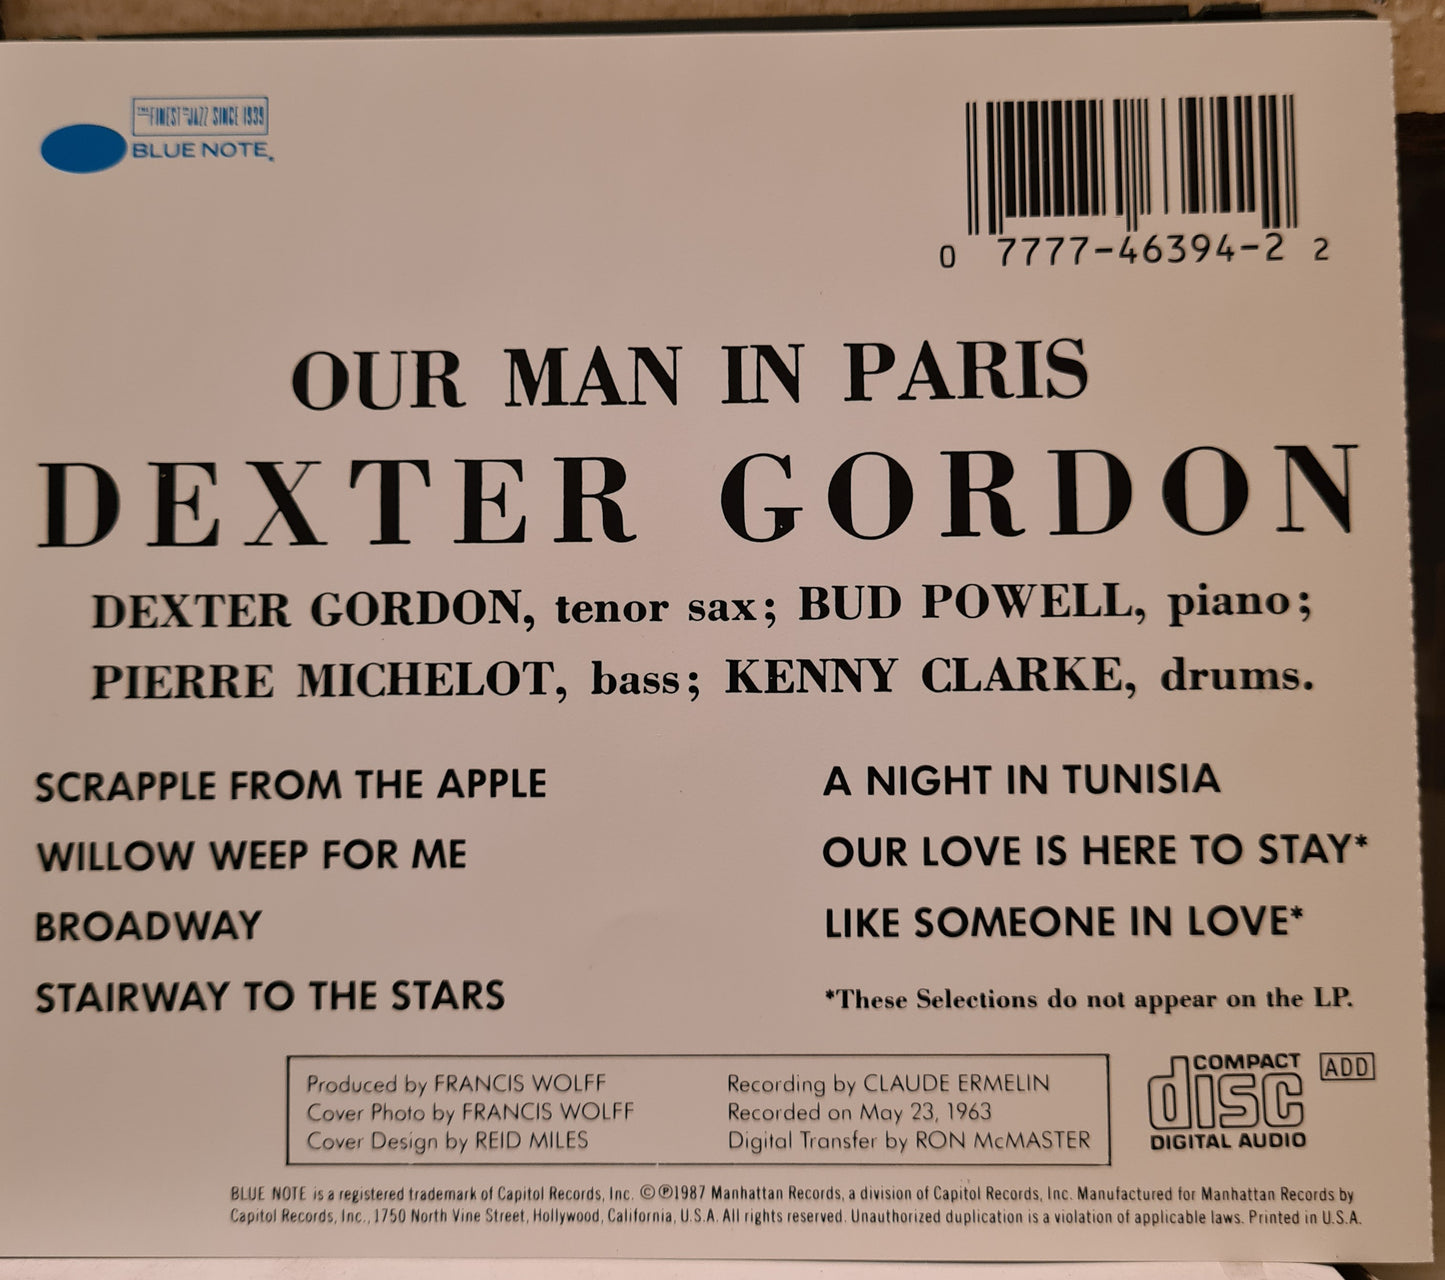 THE FINEST IN JAZZ SINCE 1939
BLUE NOTE.
0 7777-46394-2 2
OUR MAN IN PARIS
DEXTER GORDON
DEXTER GORDON, tenor sax; BUD POWELL, piano;
PIERRE MICHELOT, bass; KENNY CLARKE, drums.
SCRAPPLE FROM THE APPLE
WILLOW WEEP FOR ME
BROADWAY
STAIRWAY TO THE STARS
A NIGHT IN TUNISIA
OUR LOVE IS HERE TO STAY*
LIKE SOMEONE IN LOVE*
*These Selections do not appear on the LP.
Produced by FRANCIS WOLFF
Cover Photo by FRANCIS WOLFF
Cover Design by REID MILES
Recording by CLAUDE ERMELIN
Recorded on May 23, 1963
Digital Transfer by RON McMASTER
COMPACT
disc
DIGITAL AUDIO
ADD
BLUE NOTE is a registered trademark of Capitol Records, Inc. ©℗1987 Manhattan Records, a division of Capitol Records, Inc. Manufactured for Manhattan Records by
Capitol Records, Inc., 1750 North Vine Street, Hollywood, California, U.S.A. All rights reserved. Unauthorized duplication is a violation of applicable laws. Printed in U.S.A.